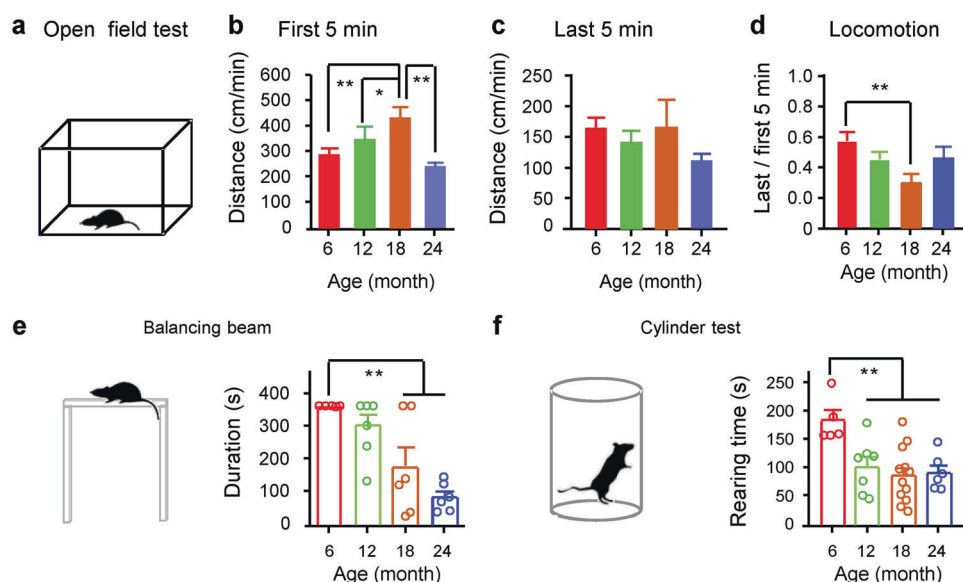 a Open field test
b First 5 min
Distance (cm/min)
600
500
400
300
200
100
0
** * **
6 12 18 24
Age (month)
c Last 5 min
Distance (cm/min)
250
200
150
100
50
0
6 12 18 24
Age (month)
d Locomotion
Last / first 5 min
1.0
0.8
0.6
0.4
0.2
0.0
**
6 12 18 24
Age (month)
e Balancing beam
Duration (s)
400
300
200
100
0
**
6 12 18 24
Age (month)
f Cylinder test
Rearing time (s)
250
200
150
100
50
0
**
6 12 18 24
Age (month)